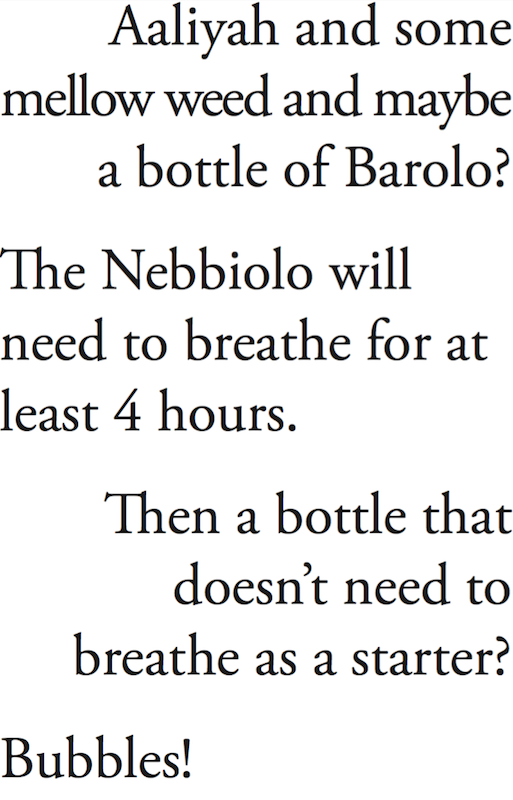 Aaliyah and some
mellow weed and maybe
a bottle of Barolo?
The Nebbiolo will
need to breathe for at
least 4 hours.
Then a bottle that
doesn’t need to
breathe as a starter?
Bubbles!